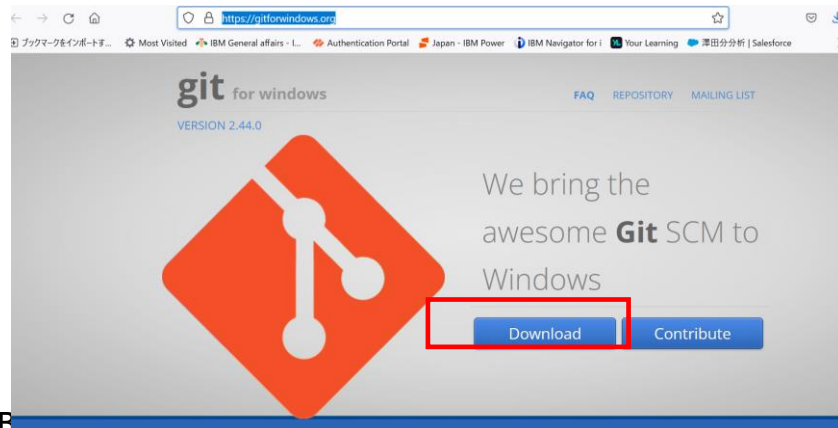 https://gitforwindows.org
ブックマークをインポートす... Most Visited IBM General affairs - I... Authentication Portal Japan - IBM Power IBM Navigator for i Your Learning 澤田分分析 | Salesforce
git for windows
FAQ REPOSITORY MAILING LIST
VERSION 2.44.0
We bring the
awesome Git SCM to
Windows
Download Contribute